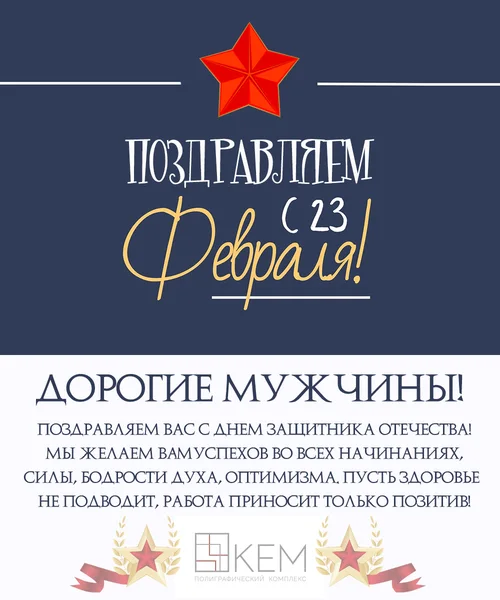 ПОЗДРАВЛЯЕМ
С 23
Февраля!
ДОРОГИЕ МУЖЧИНЫ!
ПОЗДРАВЛЯЕМ ВАС С ДНЕМ ЗАЩИТНИКА ОТЕЧЕСТВА!
МЫ ЖЕЛАЕМ ВАМ УСПЕХОВ ВО ВСЕХ НАЧИНАНИЯХ,
СИЛЫ, БОДРОСТИ ДУХА, ОПТИМИЗМА. ПУСТЬ ЗДОРОВЬЕ
НЕ ПОДВОДИТ, РАБОТА ПРИНОСИТ ТОЛЬКО ПОЗИТИВ!
КЕМ
ПОЛИГРАФИЧЕСКИЙ КОМПЛЕКС